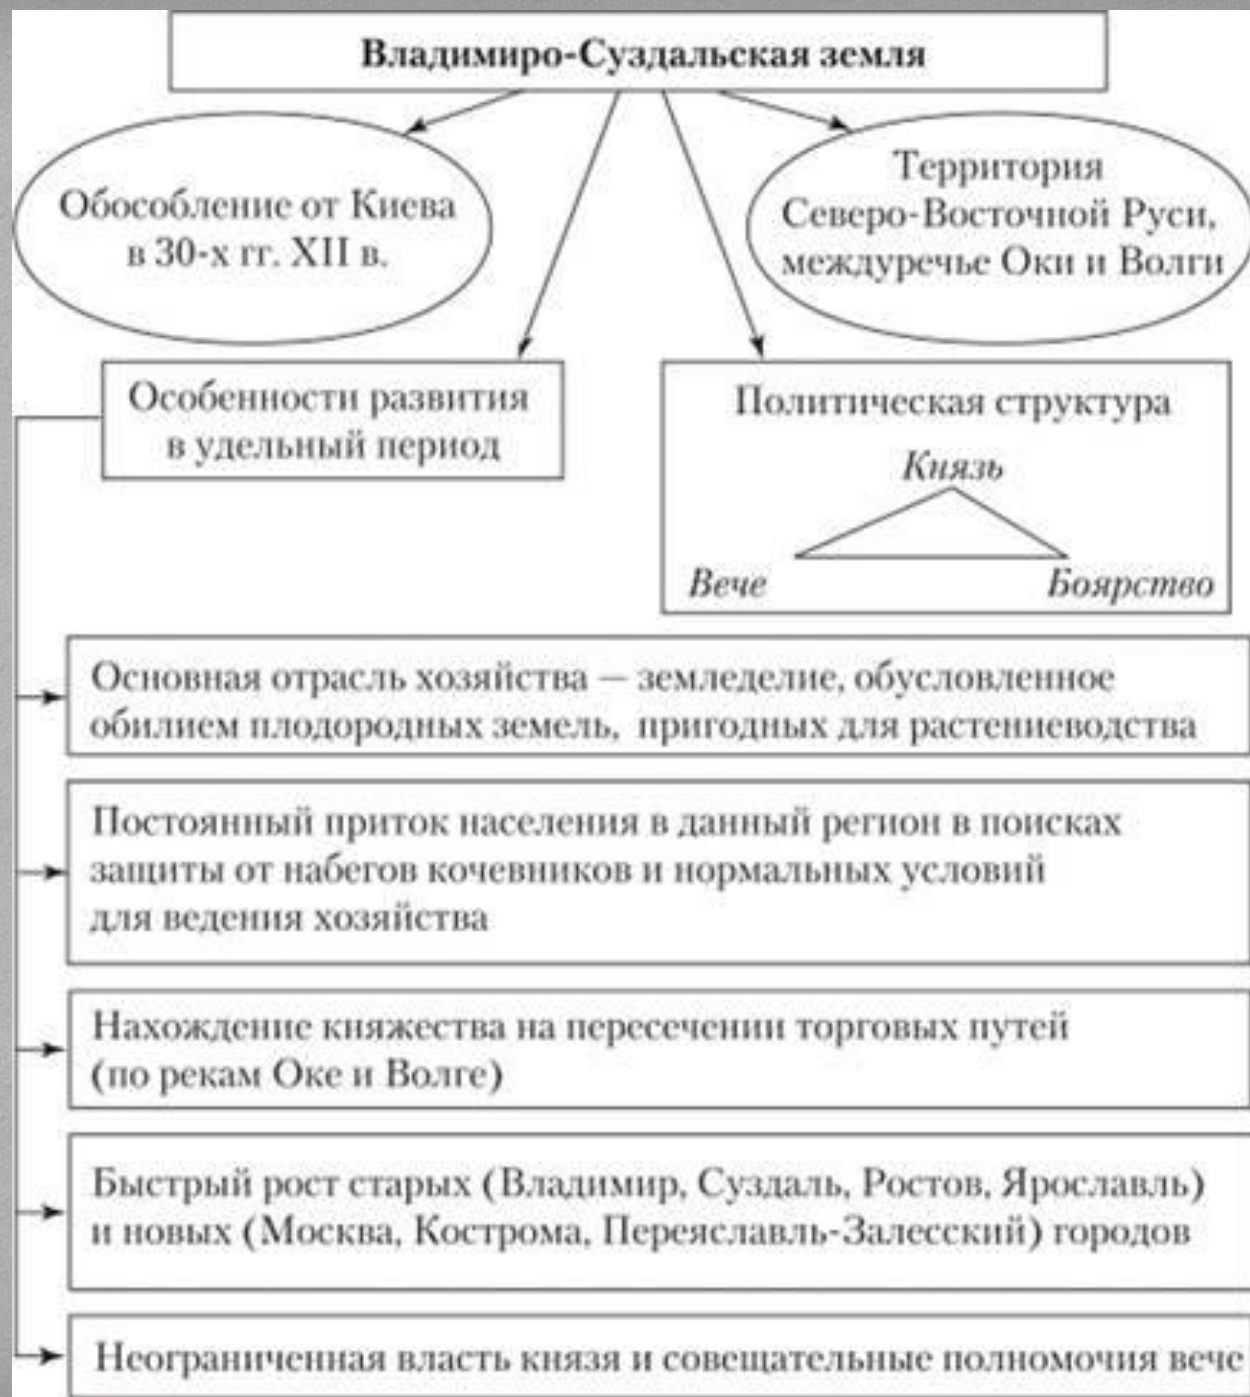 Владимиро-Суздальская земля
Обособление от Киева
в 30-х гг. XII в.
Территория
Северо-Восточной Руси,
междуречье Оки и Волги
Особенности развития
в удельный период
Политическая структура
Князь
Вече
Боярство
Основная отрасль хозяйства – земледелие, обусловленное
обилием плодородных земель, пригодных для растениеводства
Постоянный приток населения в данный регион в поисках
защиты от набегов кочевников и нормальных условий
для ведения хозяйства
Нахождение княжества на пересечении торговых путей
(по рекам Оке и Волге)
Быстрый рост старых (Владимир, Суздаль, Ростов, Ярославль)
и новых (Москва, Кострома, Переяславль-Залесский) городов
Неограниченная власть князя и совещательные полномочия вече